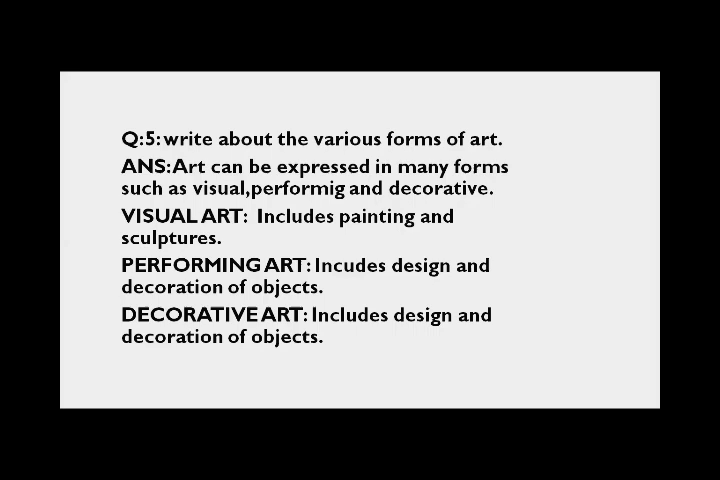 Q:5:write about the various forms of art.
ANS:Art can be expressed in many forms
such as visual,performig and decorative.
VISUAL ART:  Includes painting and
sculptures.
PERFORMING ART: Incudes design and
decoration of objects.
DECORATIVE ART: Includes design and
decoration of objects.